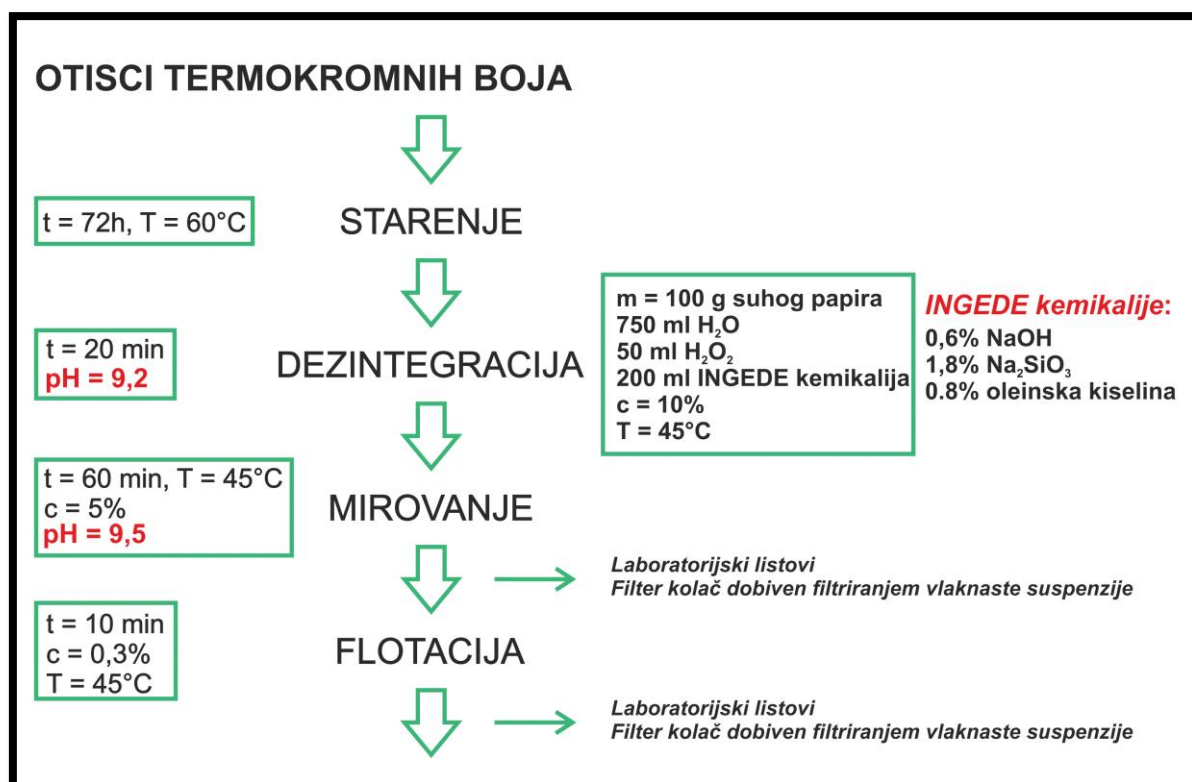 OTISCI TERMOKROMNIH BOJA
t = 72h, T = 60°C
STARENJE
t = 20 min
pH = 9,2
DEZINTEGRACIJA
m = 100 g suhog papira
750 ml H₂O
50 ml H₂O₂
200 ml INGEDE kemikalija
c = 10%
T = 45°C
INGEDE kemikalije:
0,6% NaOH
1,8% Na₂SiO₃
0.8% oleinska kiselina
t = 60 min, T = 45°C
c = 5%
pH = 9,5
MIROVANJE
Laboratorijski listovi
Filter kolač dobiven filtriranjem vlaknaste suspenzije
t = 10 min
c = 0,3%
T = 45°C
FLOTACIJA
Laboratorijski listovi
Filter kolač dobiven filtriranjem vlaknaste suspenzije